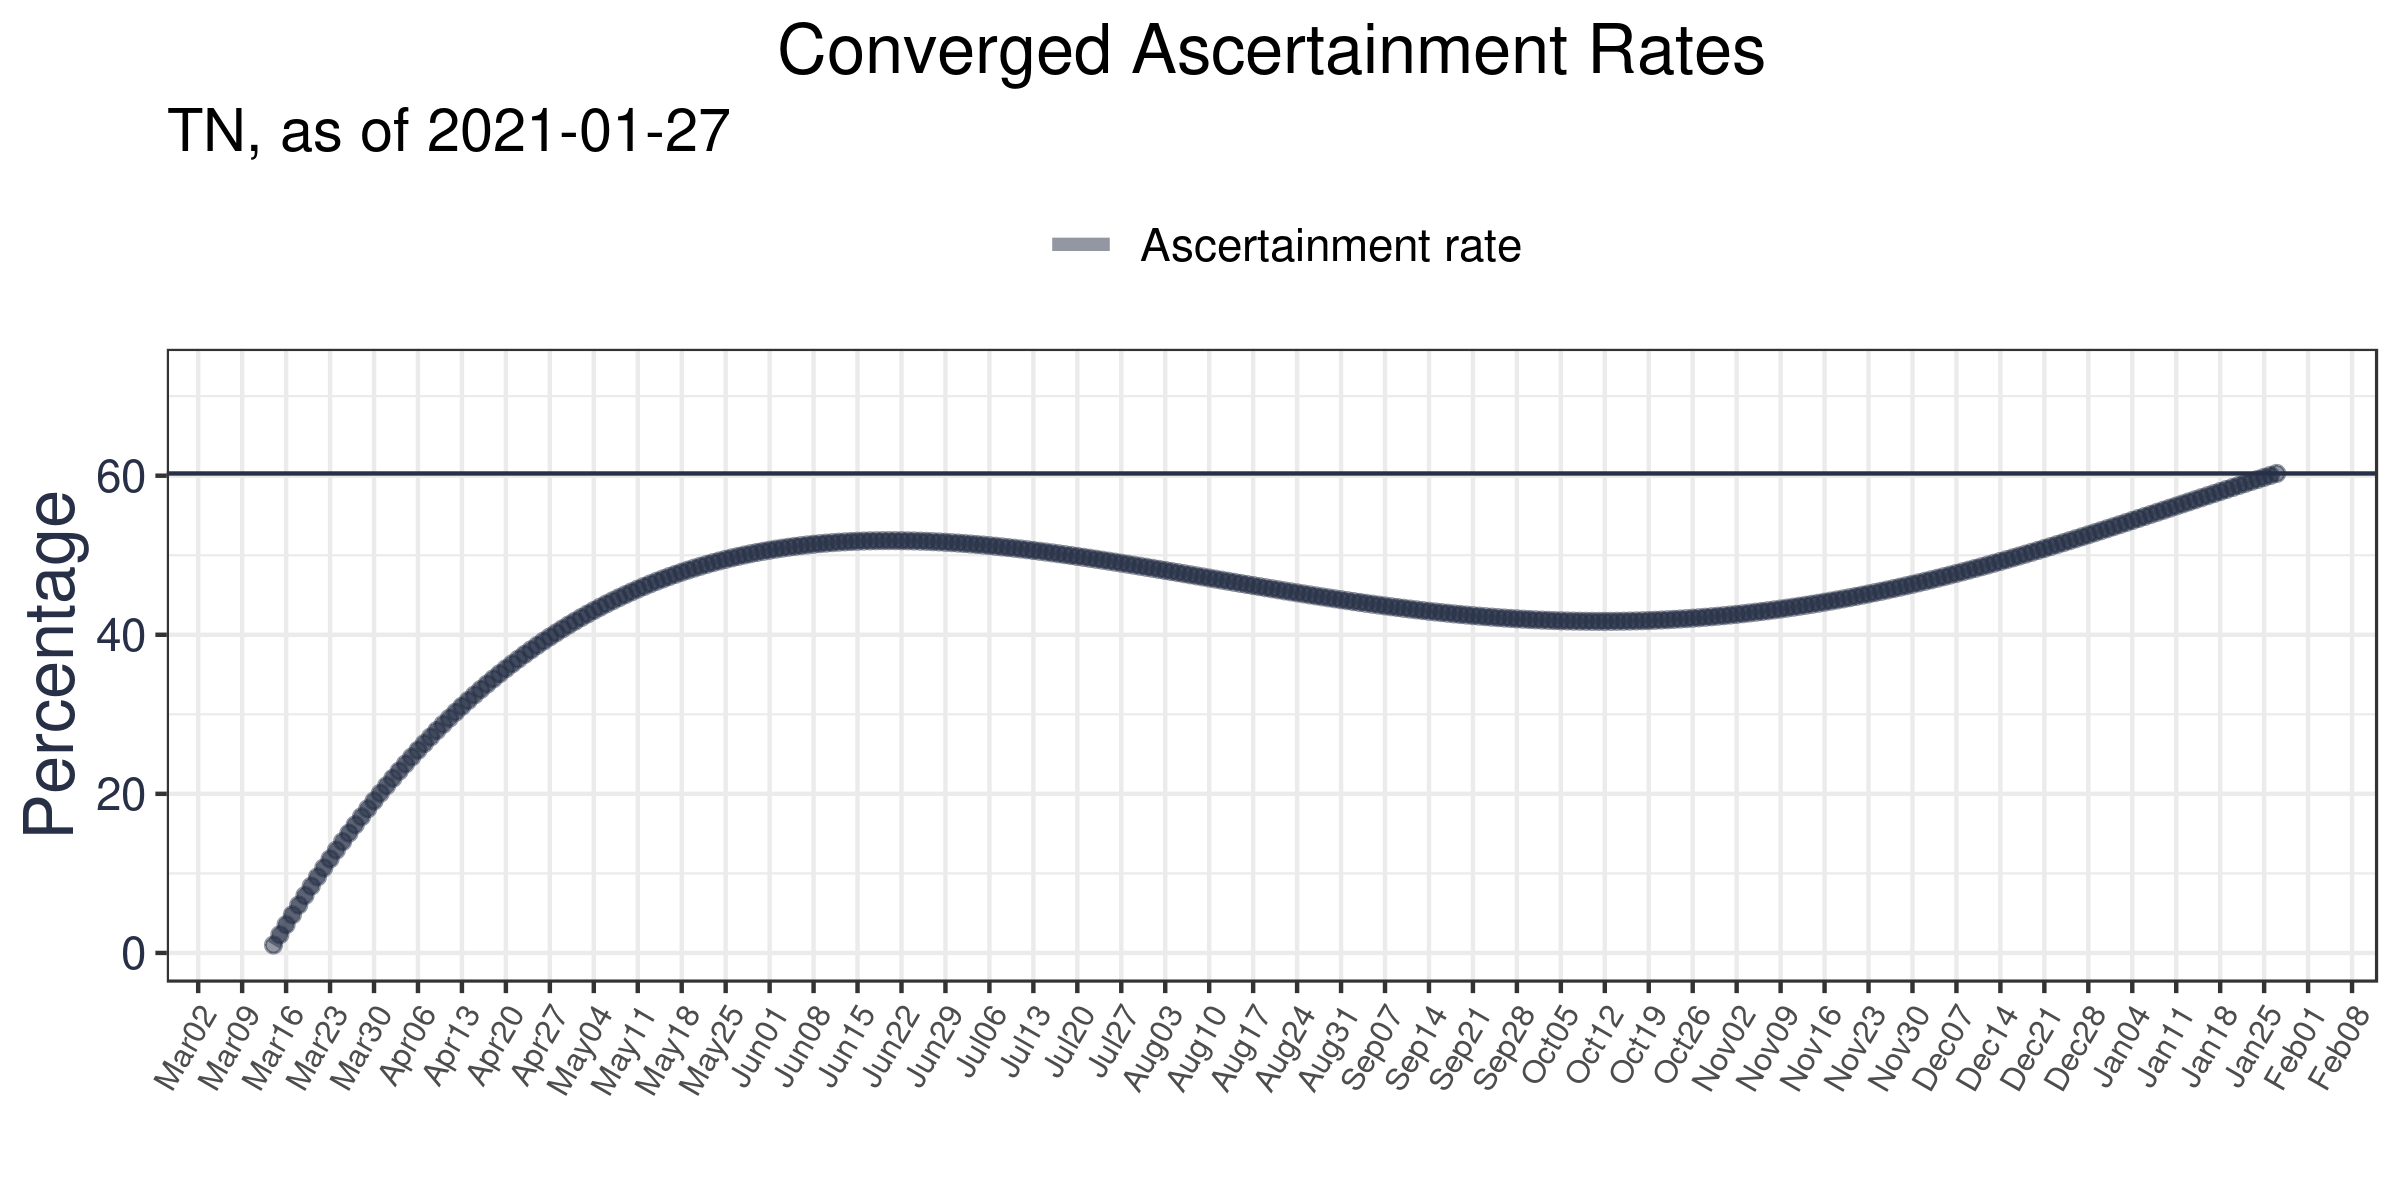 Converged Ascertainment Rates
TN, as of 2021-01-27
Ascertainment rate
Percentage
60
40
20
0
Mar02 Mar09 Mar16 Mar23 Mar30 Apr06 Apr13 Apr20 Apr27 May04 May11 May18 May25 Jun01 Jun08 Jun15 Jun22 Jun29 Jul06 Jul13 Jul20 Jul27 Aug03 Aug10 Aug17 Aug24 Aug31 Sep07 Sep14 Sep21 Sep28 Oct05 Oct12 Oct19 Oct26 Nov02 Nov09 Nov16 Nov23 Nov30 Dec07 Dec14 Dec21 Dec28 Jan04 Jan11 Jan18 Jan25 Feb01 Feb08